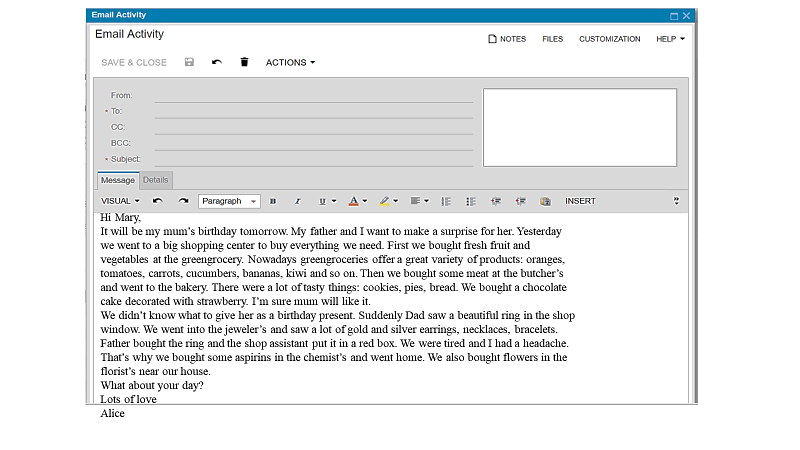 Email Activity
Email Activity
NOTES FILES CUSTOMIZATION HELP
SAVE & CLOSE ACTIONS
From:
• To:
CC:
BCC:
• Subject:
Message Details
VISUAL Paragraph B I U A INSERT
Hi Mary,
It will be my mum’s birthday tomorrow. My father and I want to make a surprise for her. Yesterday
we went to a big shopping center to buy everything we need. First we bought fresh fruit and
vegetables at the greengrocery. Nowadays greengroceries offer a great variety of products: oranges,
tomatoes, carrots, cucumbers, bananas, kiwi and so on. Then we bought some meat at the butcher’s
and went to the bakery. There were a lot of tasty things: cookies, pies, bread. We bought a chocolate
cake decorated with strawberry. I’m sure mum will like it.
We didn’t know what to give her as a birthday present. Suddenly Dad saw a beautiful ring in the shop
window. We went into the jeweler’s and saw a lot of gold and silver earrings, necklaces, bracelets.
Father bought the ring and the shop assistant put it in a red box. We were tired and I had a headache.
That’s why we bought some aspirins in the chemist’s and went home. We also bought flowers in the
florist’s near our house.
What about your day?
Lots of love
Alice